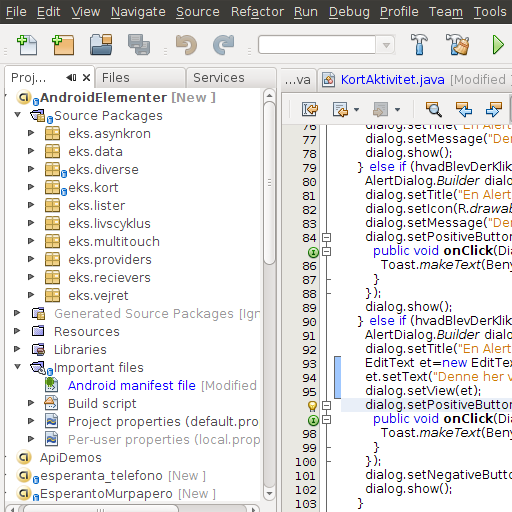 File Edit View Navigate Source Refactor Run Debug Profile Team Tools
Proj... Files Services
AndroidElementer [New ]
Source Packages
eks.asynkron
eks.data
eks.diverse
eks.kort
eks.lister
eks.livscyklus
eks.multitouch
eks.providers
eks.recievers
eks.vejret
Generated Source Packages [Ign
Resources
Libraries
Important files
Android manifest file [Modified
Build script
Project properties (default.pro
Per-user properties (local.prop
ApiDemos
esperanta_telefono [New ]
EsperantoMurpapero [New ]
...va KortAktivitet.java [Modified ]
76 dialog.setTitle("En Alert
77 dialog.setMessage("Der
78 dialog.show();
79 } else if (hvadBlevDerKlik
80 AlertDialog.Builder dialo
81 dialog.setTitle("En Alert
82 dialog.setIcon(R.drawab
83 dialog.setMessage("Der
84 dialog.setPositiveButton
public void onClick(Dia
86 Toast.makeText(Beny
87 }
88 });
89 dialog.show();
90 } else if (hvadBlevDerKlik
91 AlertDialog.Builder dialo
92 dialog.setTitle("En Alert
93 EditText et=new EditTex
94 et.setText("Denne her v
95 dialog.setView(et);
dialog.setPositiveButton
public void onClick(Dia
98 Toast.makeText(Beny
99 }
100 });
101 dialog.setNegativeButt
102 dialog.show();
103 }